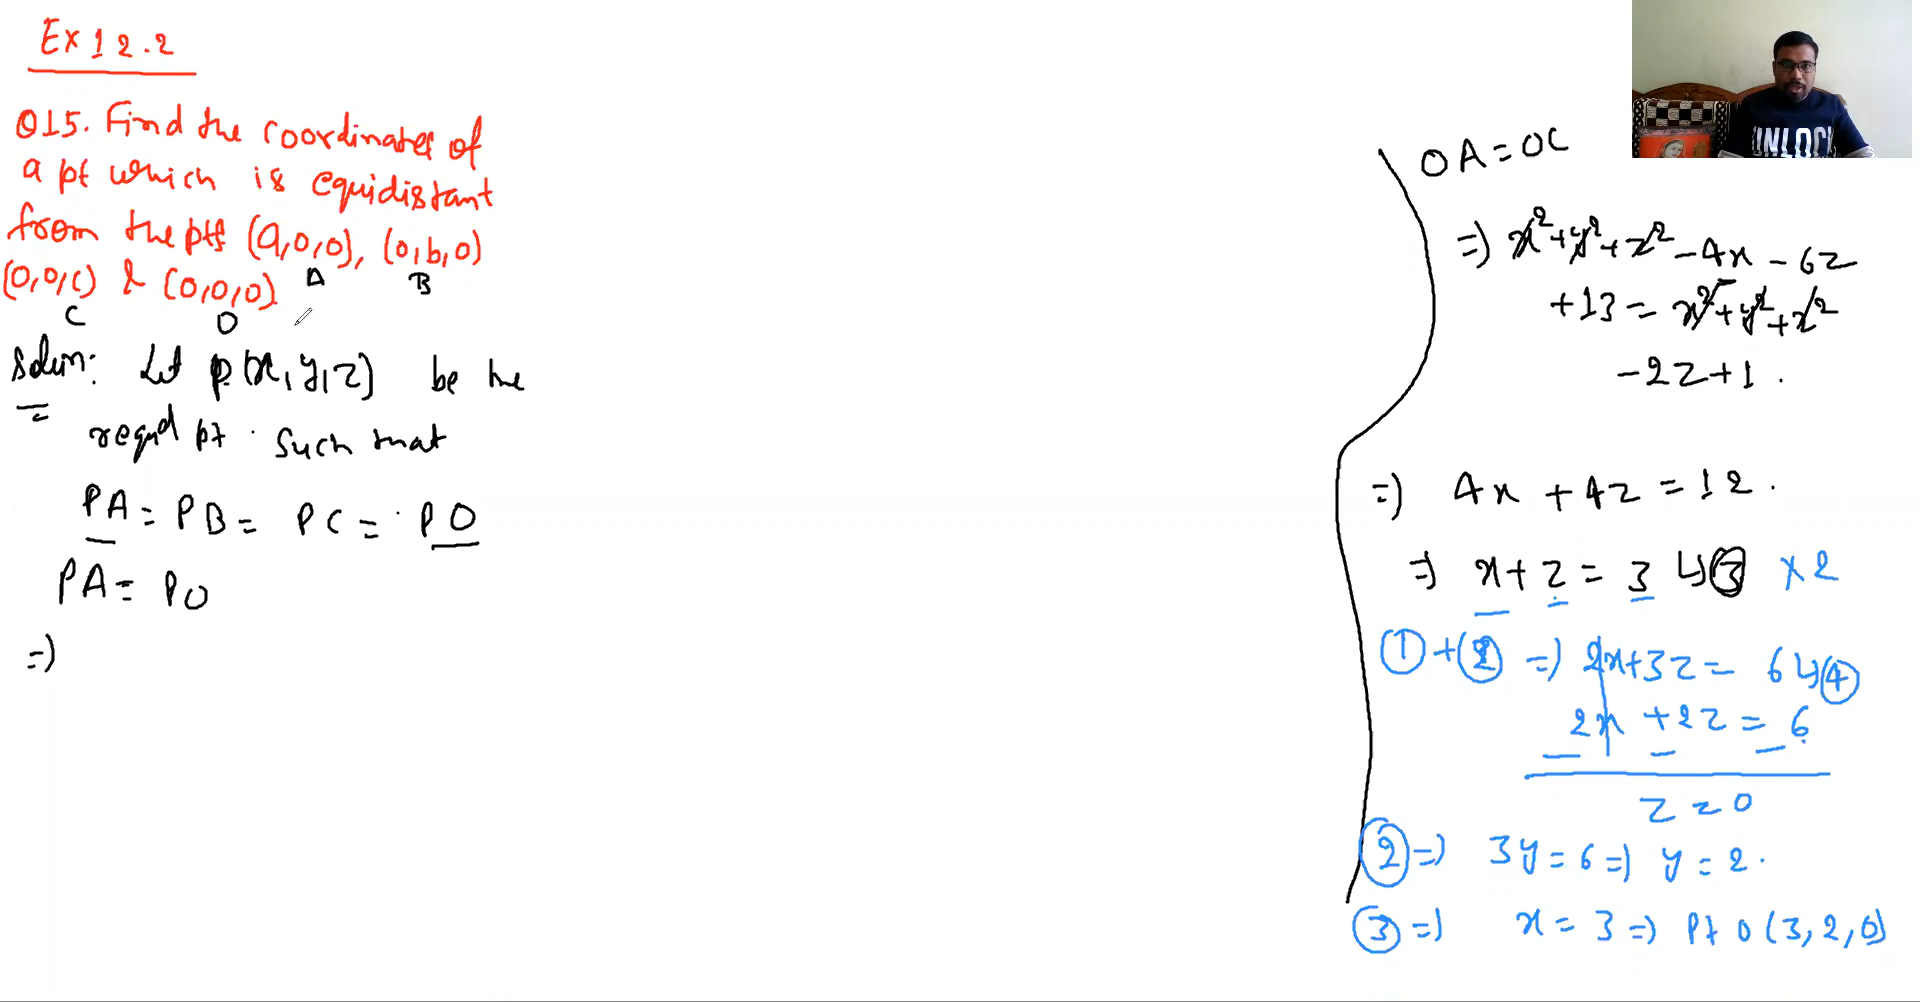 Ex 12.2
Q15. Find the coordinates of
a pt which is equidistant
from the pts (a,0,0), (0,b,0)
(0,0,c) & (0,0,0)
A B
C O
Soln: Let P(x,y,z) be the
reqd pt. Such that
PA = PB = PC = PO
PA = PO
=)
OA = OC
=) x²+y²+z²-4x-6z
+13 = x²+y²+z²
-2z+1.
=) 4x+4z=12.
=) x+z=3 ↳③ ×2
①+② =) 2x+3z=6↳④
2x+2z=6
z=0
②=) 3y=6=) y=2.
③=) x=3=) Pt O(3,2,0)
UNLOC